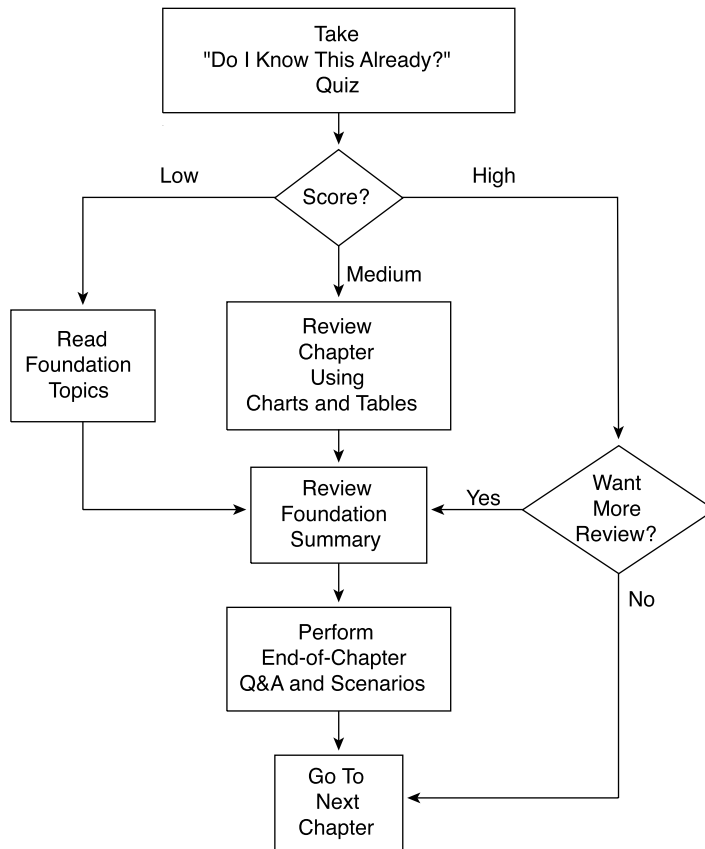 Take
"Do I Know This Already?"
Quiz
Low
Score?
High
Medium
Read
Foundation
Topics
Review
Chapter
Using
Charts and Tables
Review
Foundation
Summary
Yes
Want
More
Review?
No
Perform
End-of-Chapter
Q&A and Scenarios
Go To
Next
Chapter